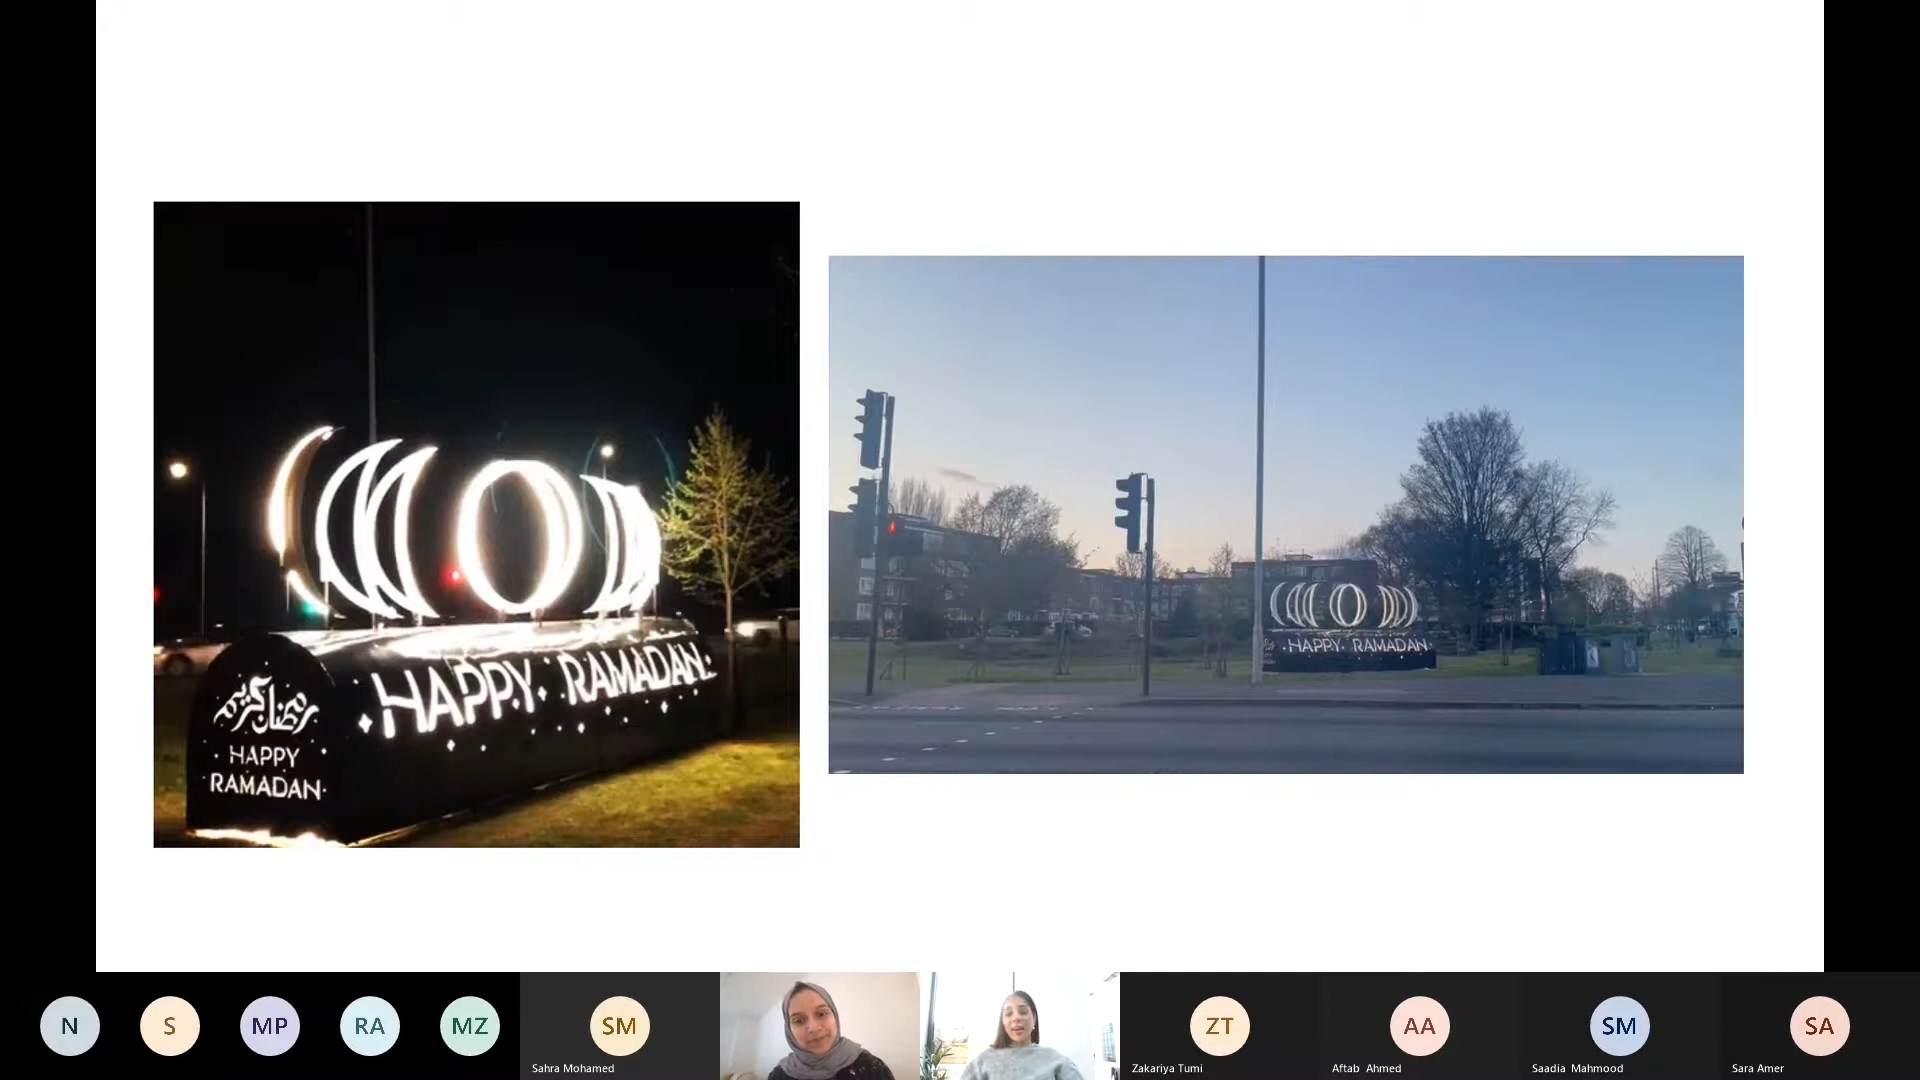 رمضان كريم
· HAPPY ·
RAMADAN ·
HAPPY RAMADAN
HAPPY RAMADAN
N
S
MP
RA
MZ
SM
Sahra Mohamed
ZT
Zakariya Tumi
AA
Aftab Ahmed
SM
Saadia Mahmood
SA
Sara Amer